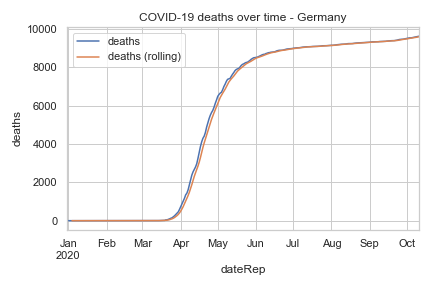 COVID-19 deaths over time - Germany
deaths
deaths (rolling)
10000
8000
6000
4000
2000
0
deaths
Jan Feb Mar Apr May Jun Jul Aug Sep Oct
2020
dateRep